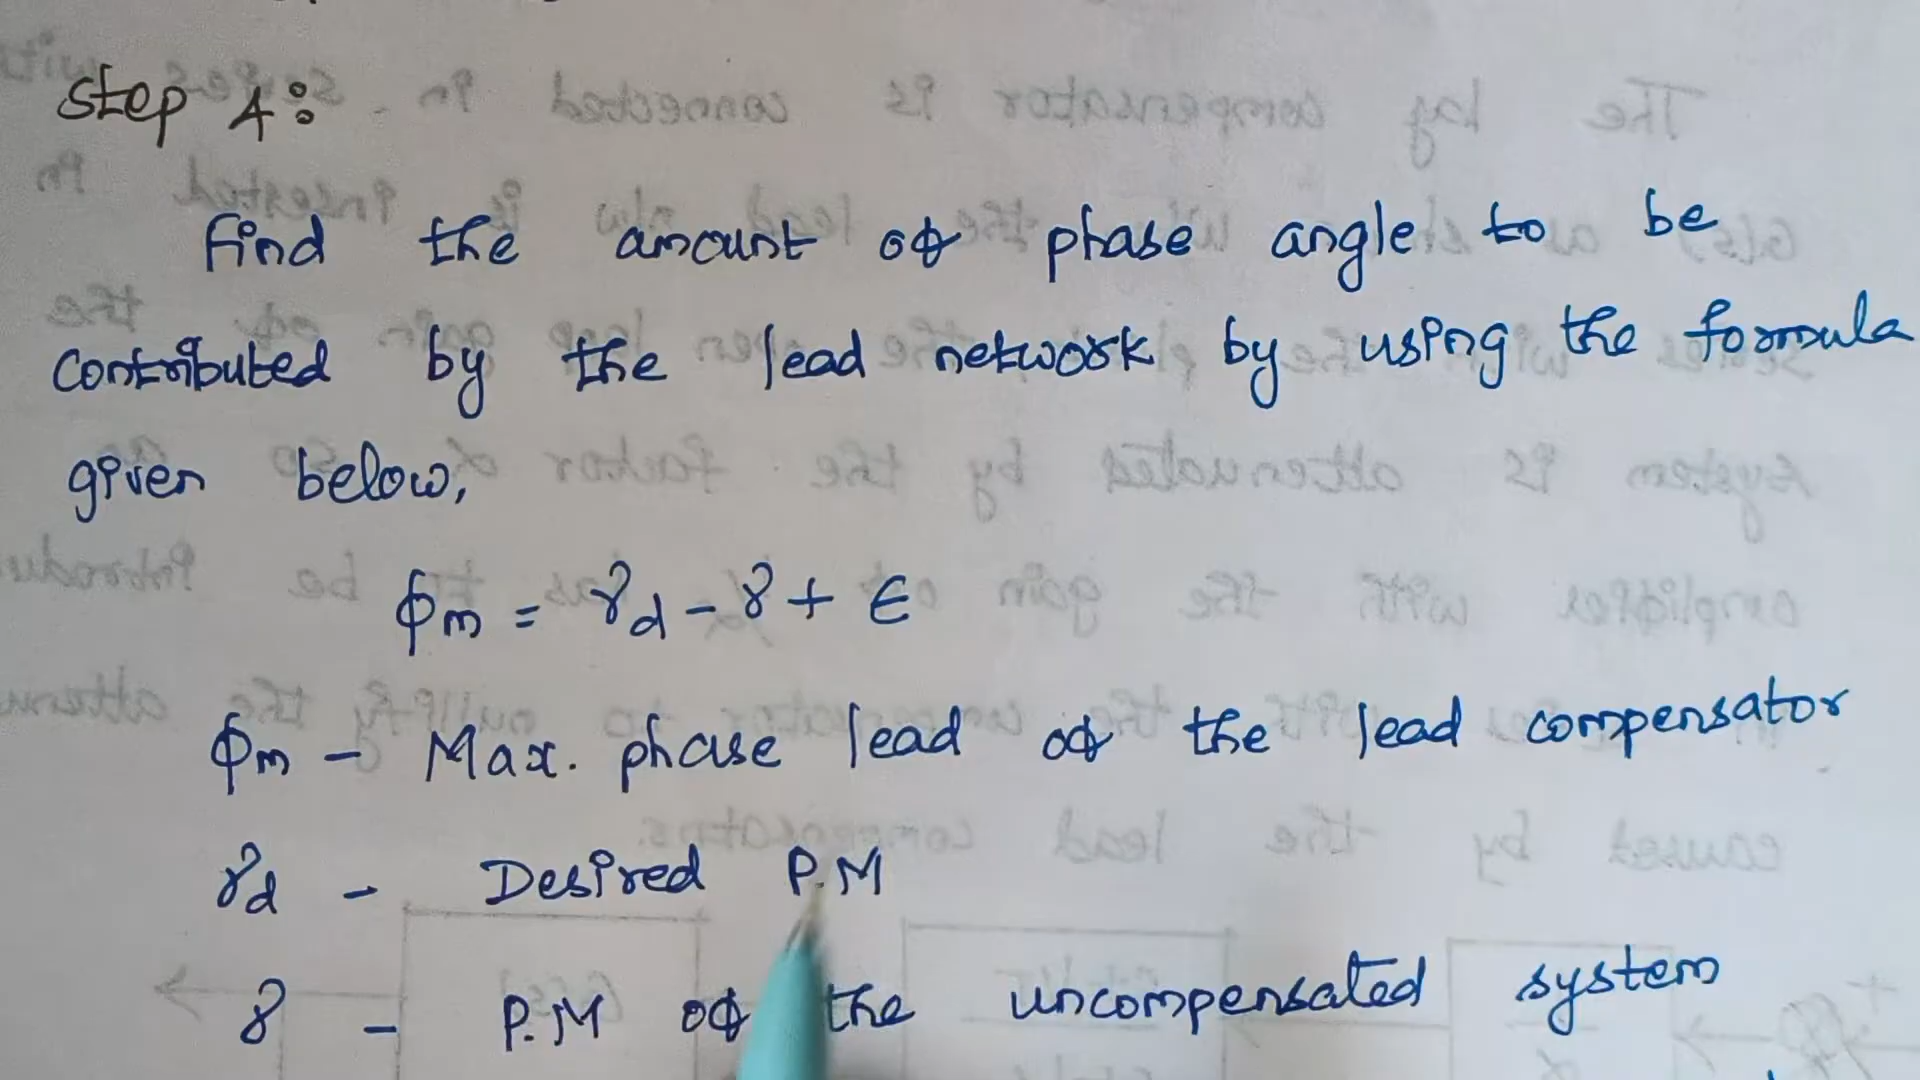 Step 4:
Find the amount of phase angle to be
contributed by the lead network by using the formula
given below,
ϕm = γd - γ + ϵ
ϕm - Max. phase lead of the lead compensator
γd - Desired P.M
γ - P.M of the uncompensated system